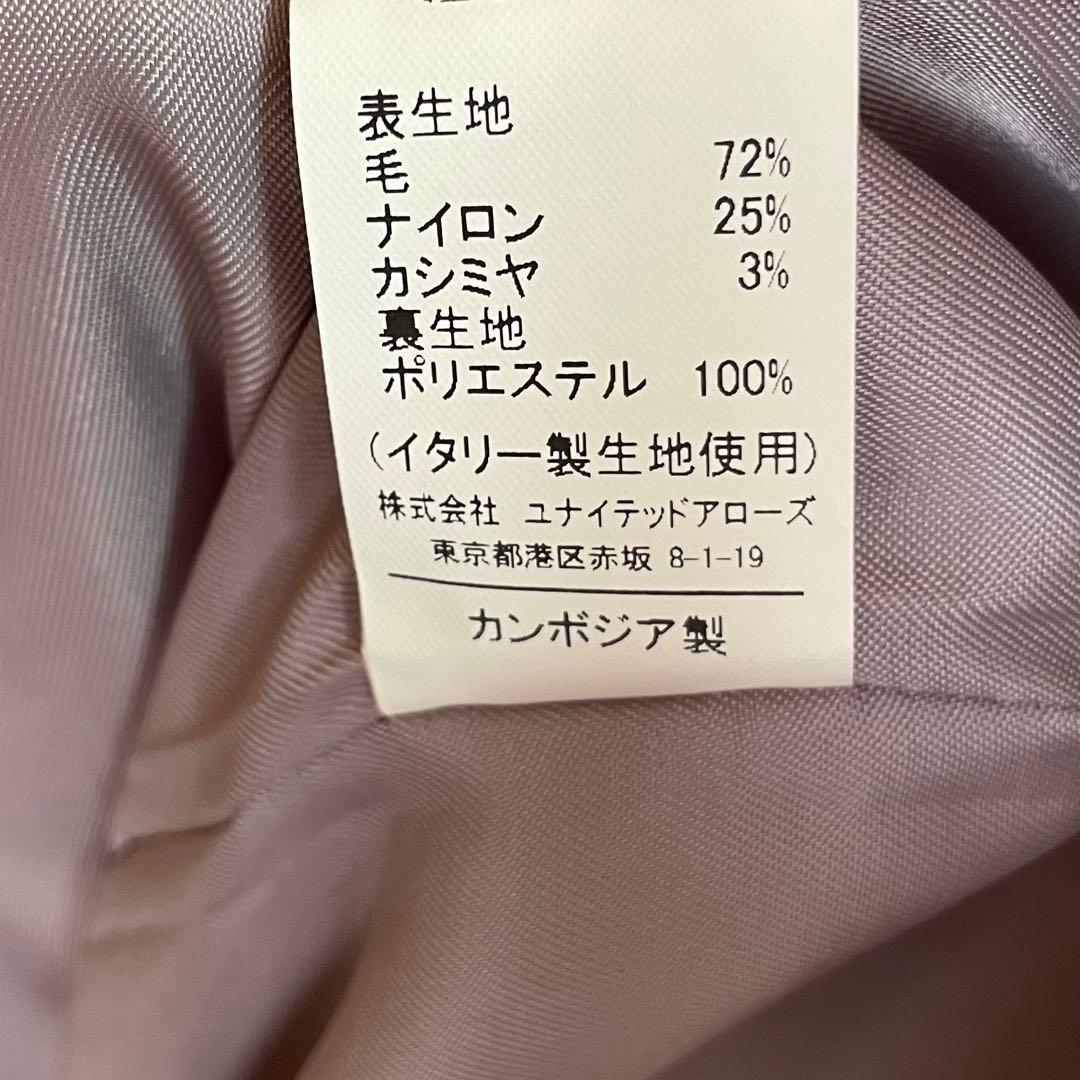 表生地
毛 72%
ナイロン 25%
カシミヤ 3%
裏生地
ポリエステル 100%
(イタリー製生地使用)
株式会社 ユナイテッドアローズ
東京都港区赤坂 8-1-19
カンボジア製